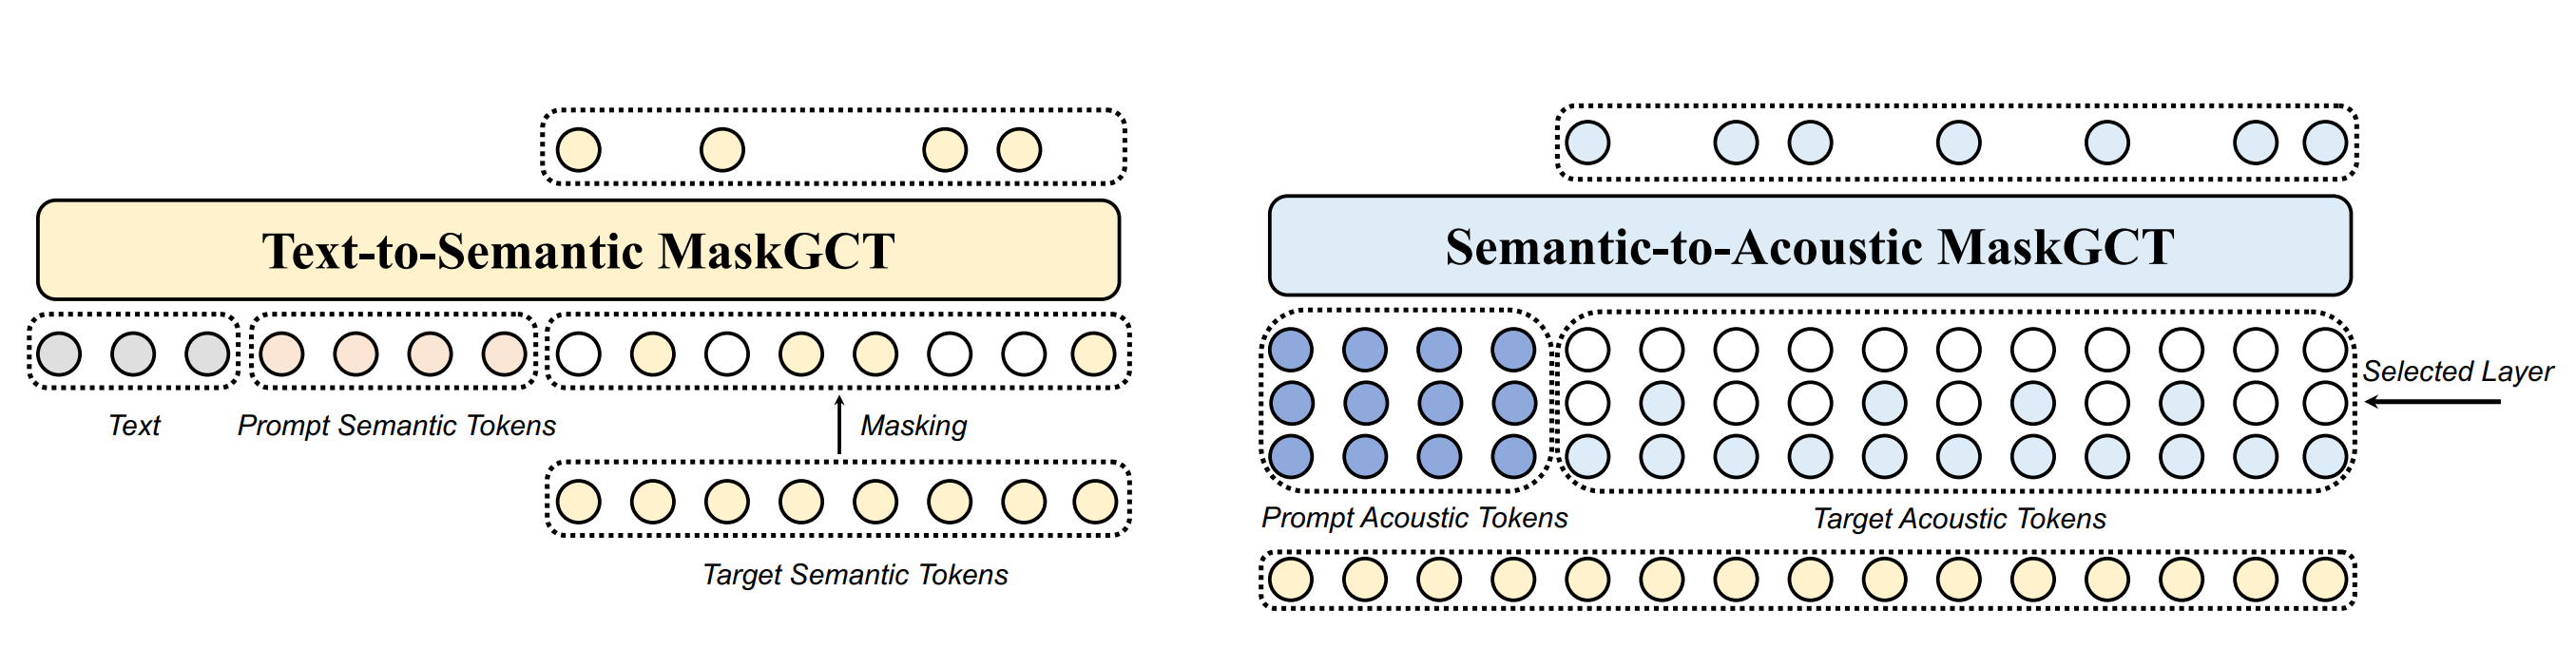 Text-to-Semantic MaskGCT
Text
Prompt Semantic Tokens
Masking
Target Semantic Tokens
Semantic-to-Acoustic MaskGCT
Selected Layer
Prompt Acoustic Tokens
Target Acoustic Tokens